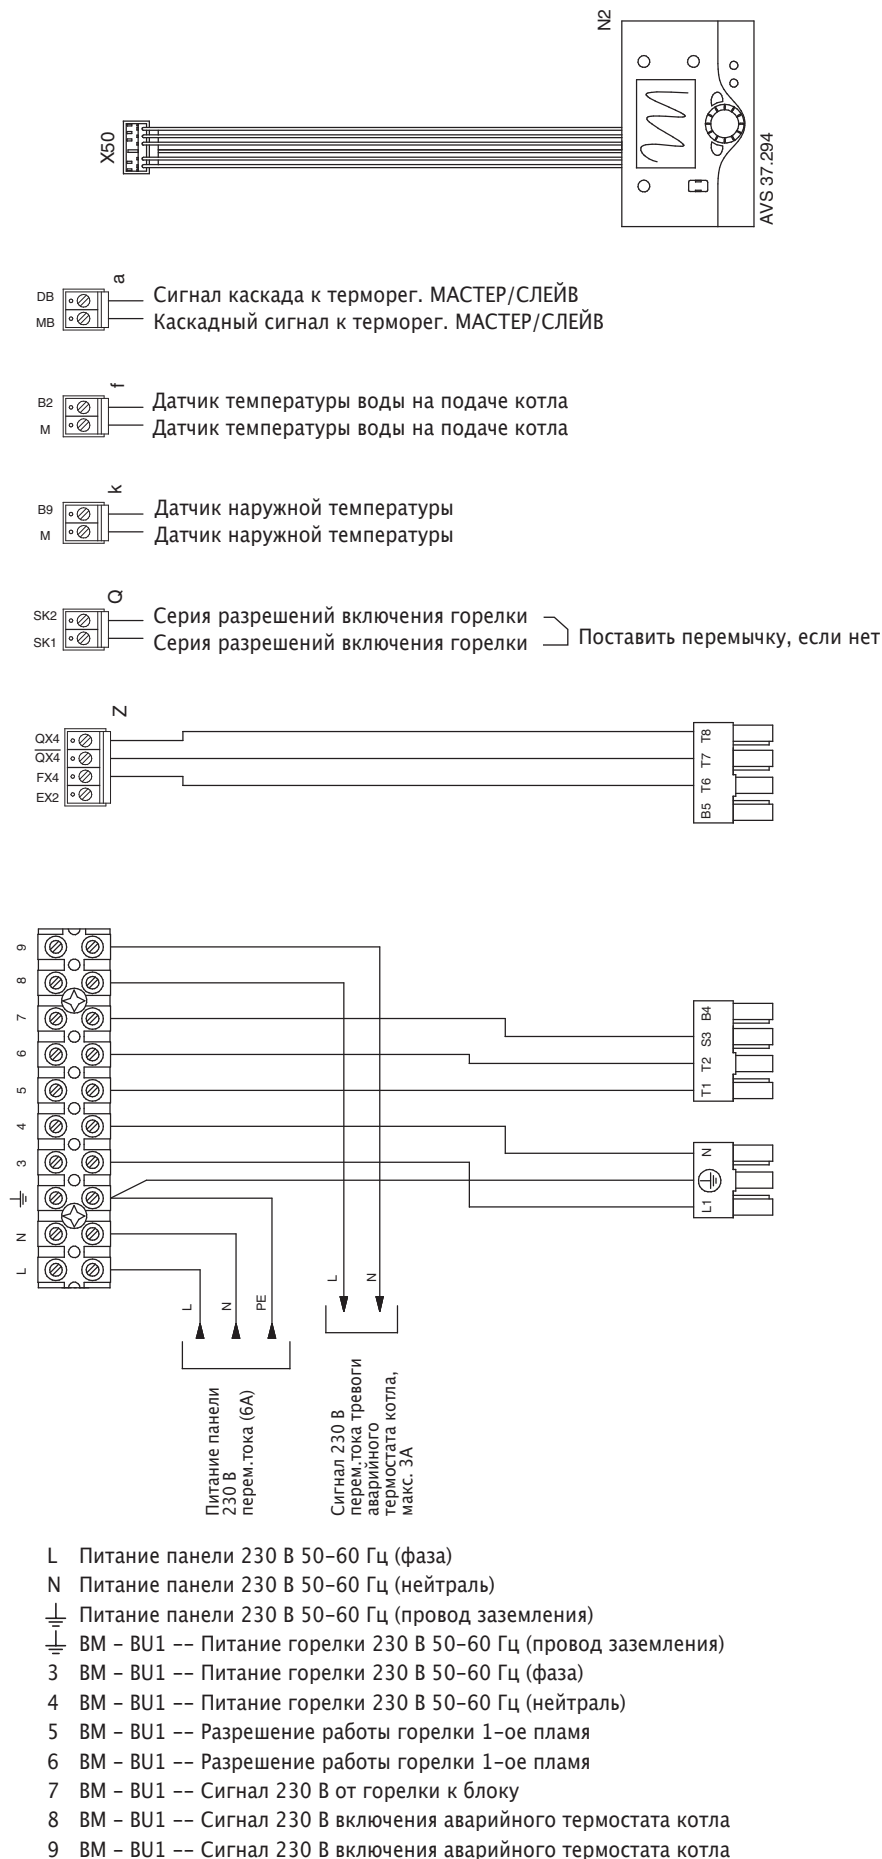 N2
X50
AVS 37.294
a
DB Сигнал каскада к терморег. МАСТЕР/СЛЕЙВ
MB Каскадный сигнал к терморег. МАСТЕР/СЛЕЙВ
f
B2 Датчик температуры воды на подаче котла
M Датчик температуры воды на подаче котла
k
B9 Датчик наружной температуры
M Датчик наружной температуры
Q
SK2 Серия разрешений включения горелки
SK1 Серия разрешений включения горелки
Поставить перемычку, если нет
Z
QX4 T8
QX4 T7
FX4 T6
EX2 B5
9
8
7 B4
6 S3
5 T2
4 T1
3 N
N L1
L
L N PE
L N
Питание панели
230 В
перем.тока (6А)
Сигнал 230 В
перем.тока тревоги
аварийного
термостата котла,
макс. 3А
L Питание панели 230 В 50–60 Гц (фаза)
N Питание панели 230 В 50–60 Гц (нейтраль)
Питание панели 230 В 50–60 Гц (провод заземления)
BM – BU1 –– Питание горелки 230 В 50–60 Гц (провод заземления)
3 BM – BU1 –– Питание горелки 230 В 50–60 Гц (фаза)
4 BM – BU1 –– Питание горелки 230 В 50–60 Гц (нейтраль)
5 BM – BU1 –– Разрешение работы горелки 1–ое пламя
6 BM – BU1 –– Разрешение работы горелки 1–ое пламя
7 BM – BU1 –– Сигнал 230 В от горелки к блоку
8 BM – BU1 –– Сигнал 230 В включения аварийного термостата котла
9 BM – BU1 –– Сигнал 230 В включения аварийного термостата котла